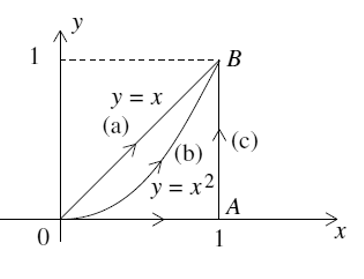 y
1
B
y = x
(a)
(c)
(b)
y = x²
A
0
1
x